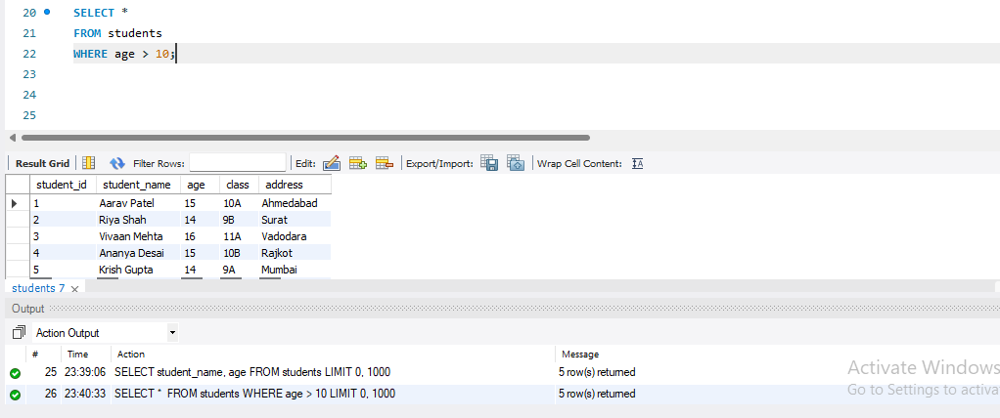 20 SELECT *
21 FROM students
22 WHERE age > 10;
23
24
25
Result Grid Filter Rows: Edit: Export/Import: Wrap Cell Content:
student_id student_name age class address
1 Aarav Patel 15 10A Ahmedabad
2 Riya Shah 14 9B Surat
3 Vivaan Mehta 16 11A Vadodara
4 Ananya Desai 15 10B Rajkot
5 Krish Gupta 14 9A Mumbai
students 7
Output
Action Output
# Time Action Message
25 23:39:06 SELECT student_name, age FROM students LIMIT 0, 1000 5 row(s) returned
26 23:40:33 SELECT * FROM students WHERE age > 10 LIMIT 0, 1000 5 row(s) returned
Activate Windows
Go to Settings to activa